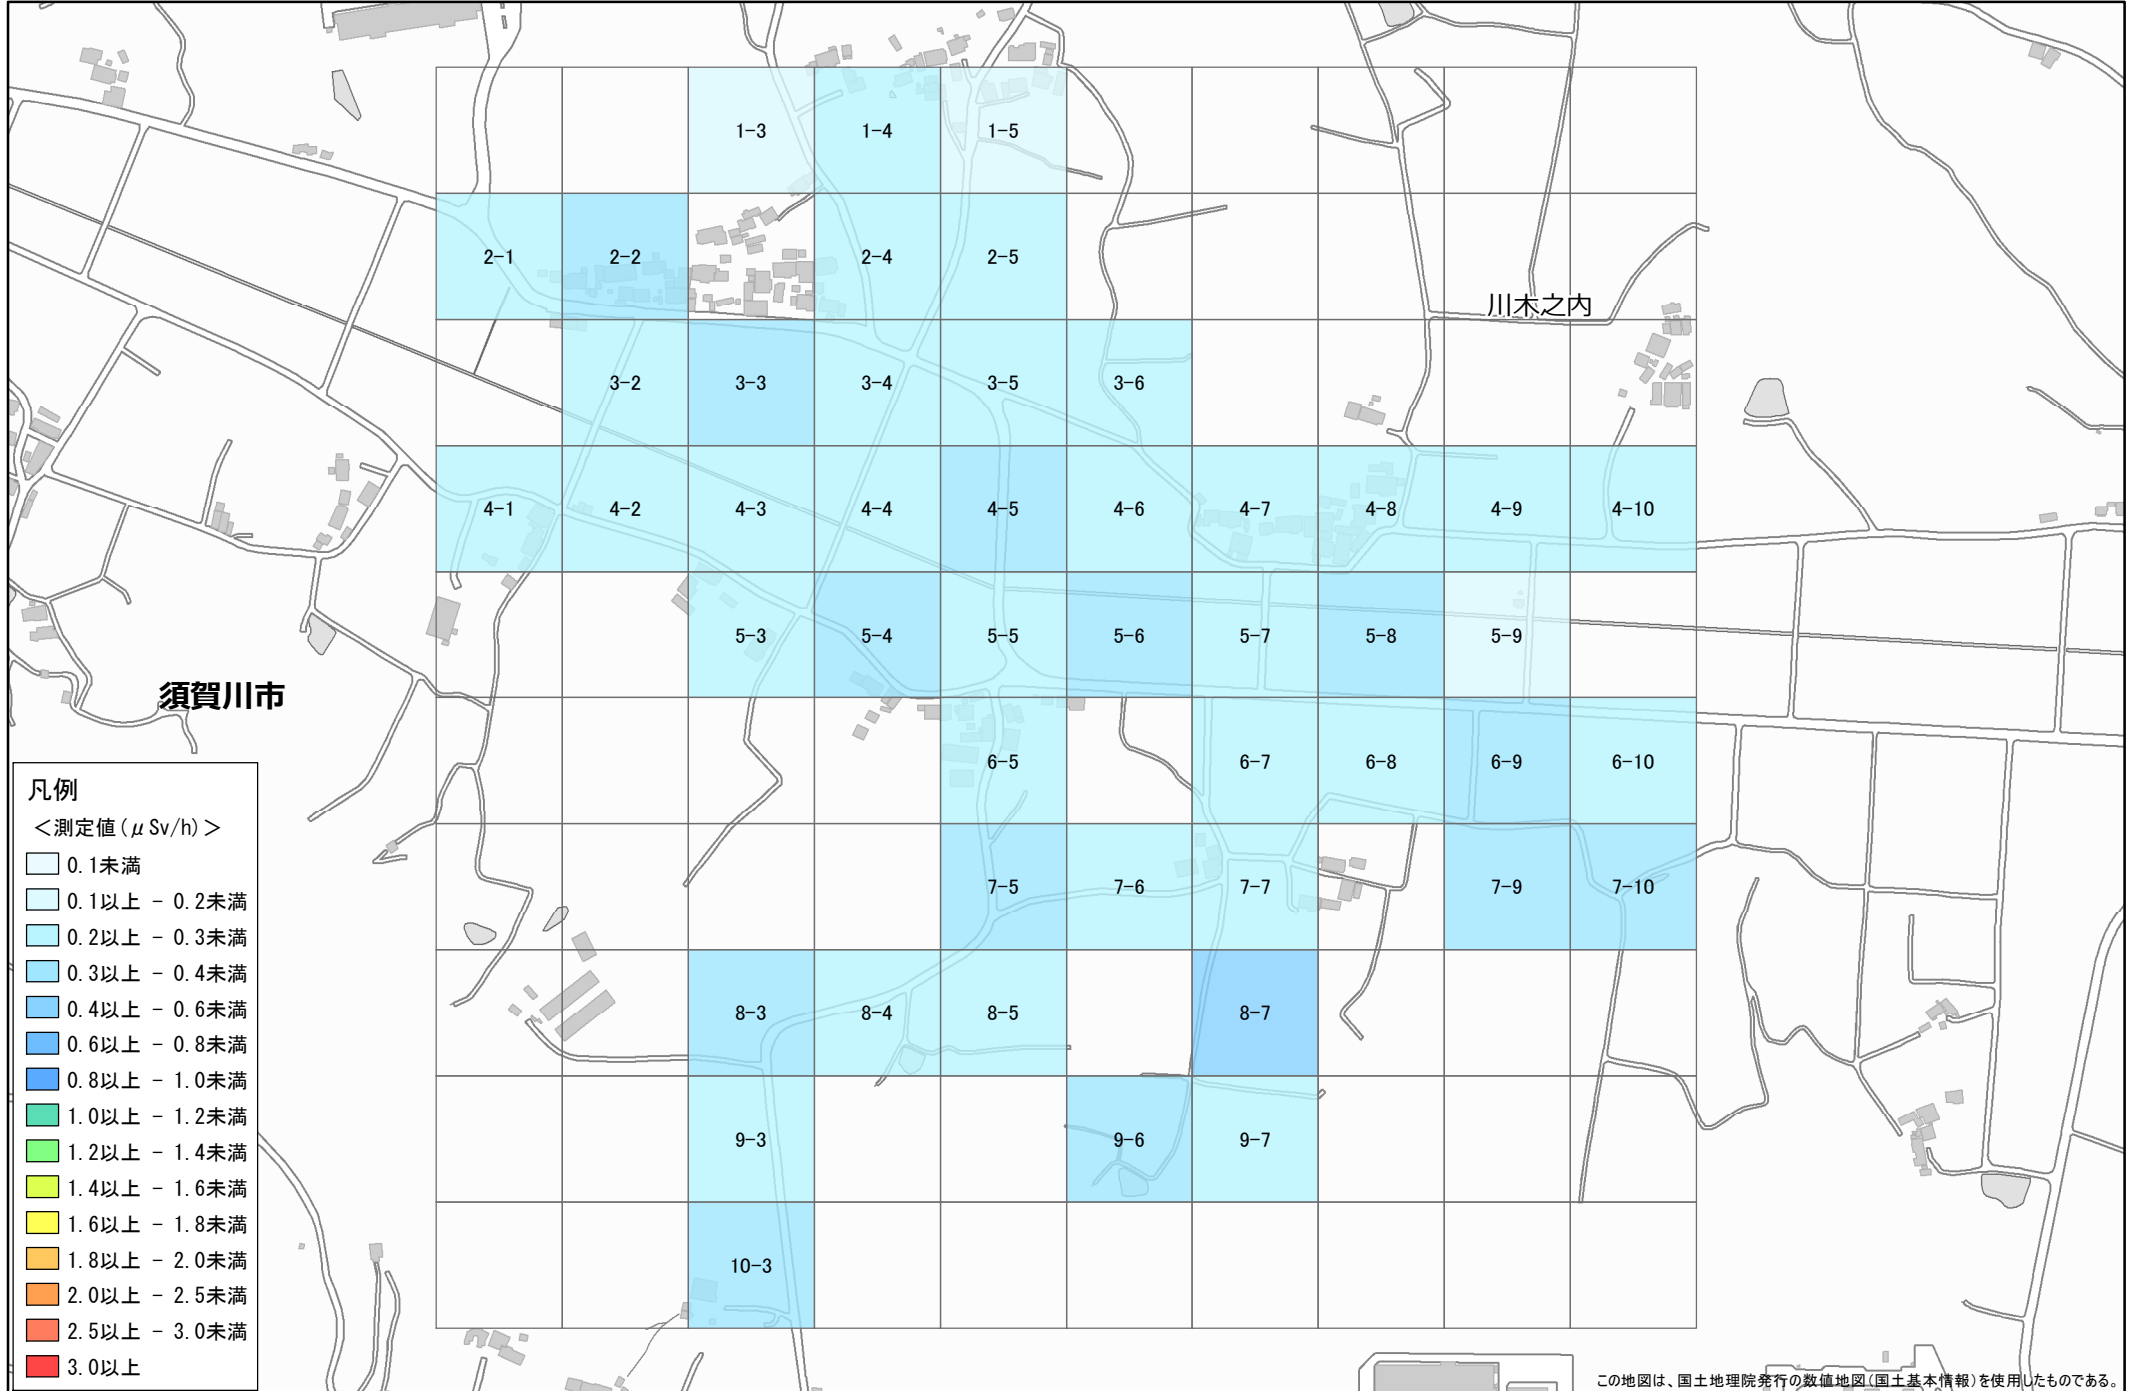 1-3 1-4 1-5
2-1 2-2 2-4 2-5
川木之内
3-2 3-3 3-4 3-5 3-6
4-1 4-2 4-3 4-4 4-5 4-6 4-7 4-8 4-9 4-10
5-3 5-4 5-5 5-6 5-7 5-8 5-9
須賀川市
6-5 6-7 6-8 6-9 6-10
7-5 7-6 7-7 7-9 7-10
8-3 8-4 8-5 8-7
9-3 9-6 9-7
10-3
凡例
＜測定値(μSv/h)＞
0.1未満
0.1以上 - 0.2未満
0.2以上 - 0.3未満
0.3以上 - 0.4未満
0.4以上 - 0.6未満
0.6以上 - 0.8未満
0.8以上 - 1.0未満
1.0以上 - 1.2未満
1.2以上 - 1.4未満
1.4以上 - 1.6未満
1.6以上 - 1.8未満
1.8以上 - 2.0未満
2.0以上 - 2.5未満
2.5以上 - 3.0未満
3.0以上
この地図は、国土地理院発行の数値地図(国土基本情報)を使用したものである。